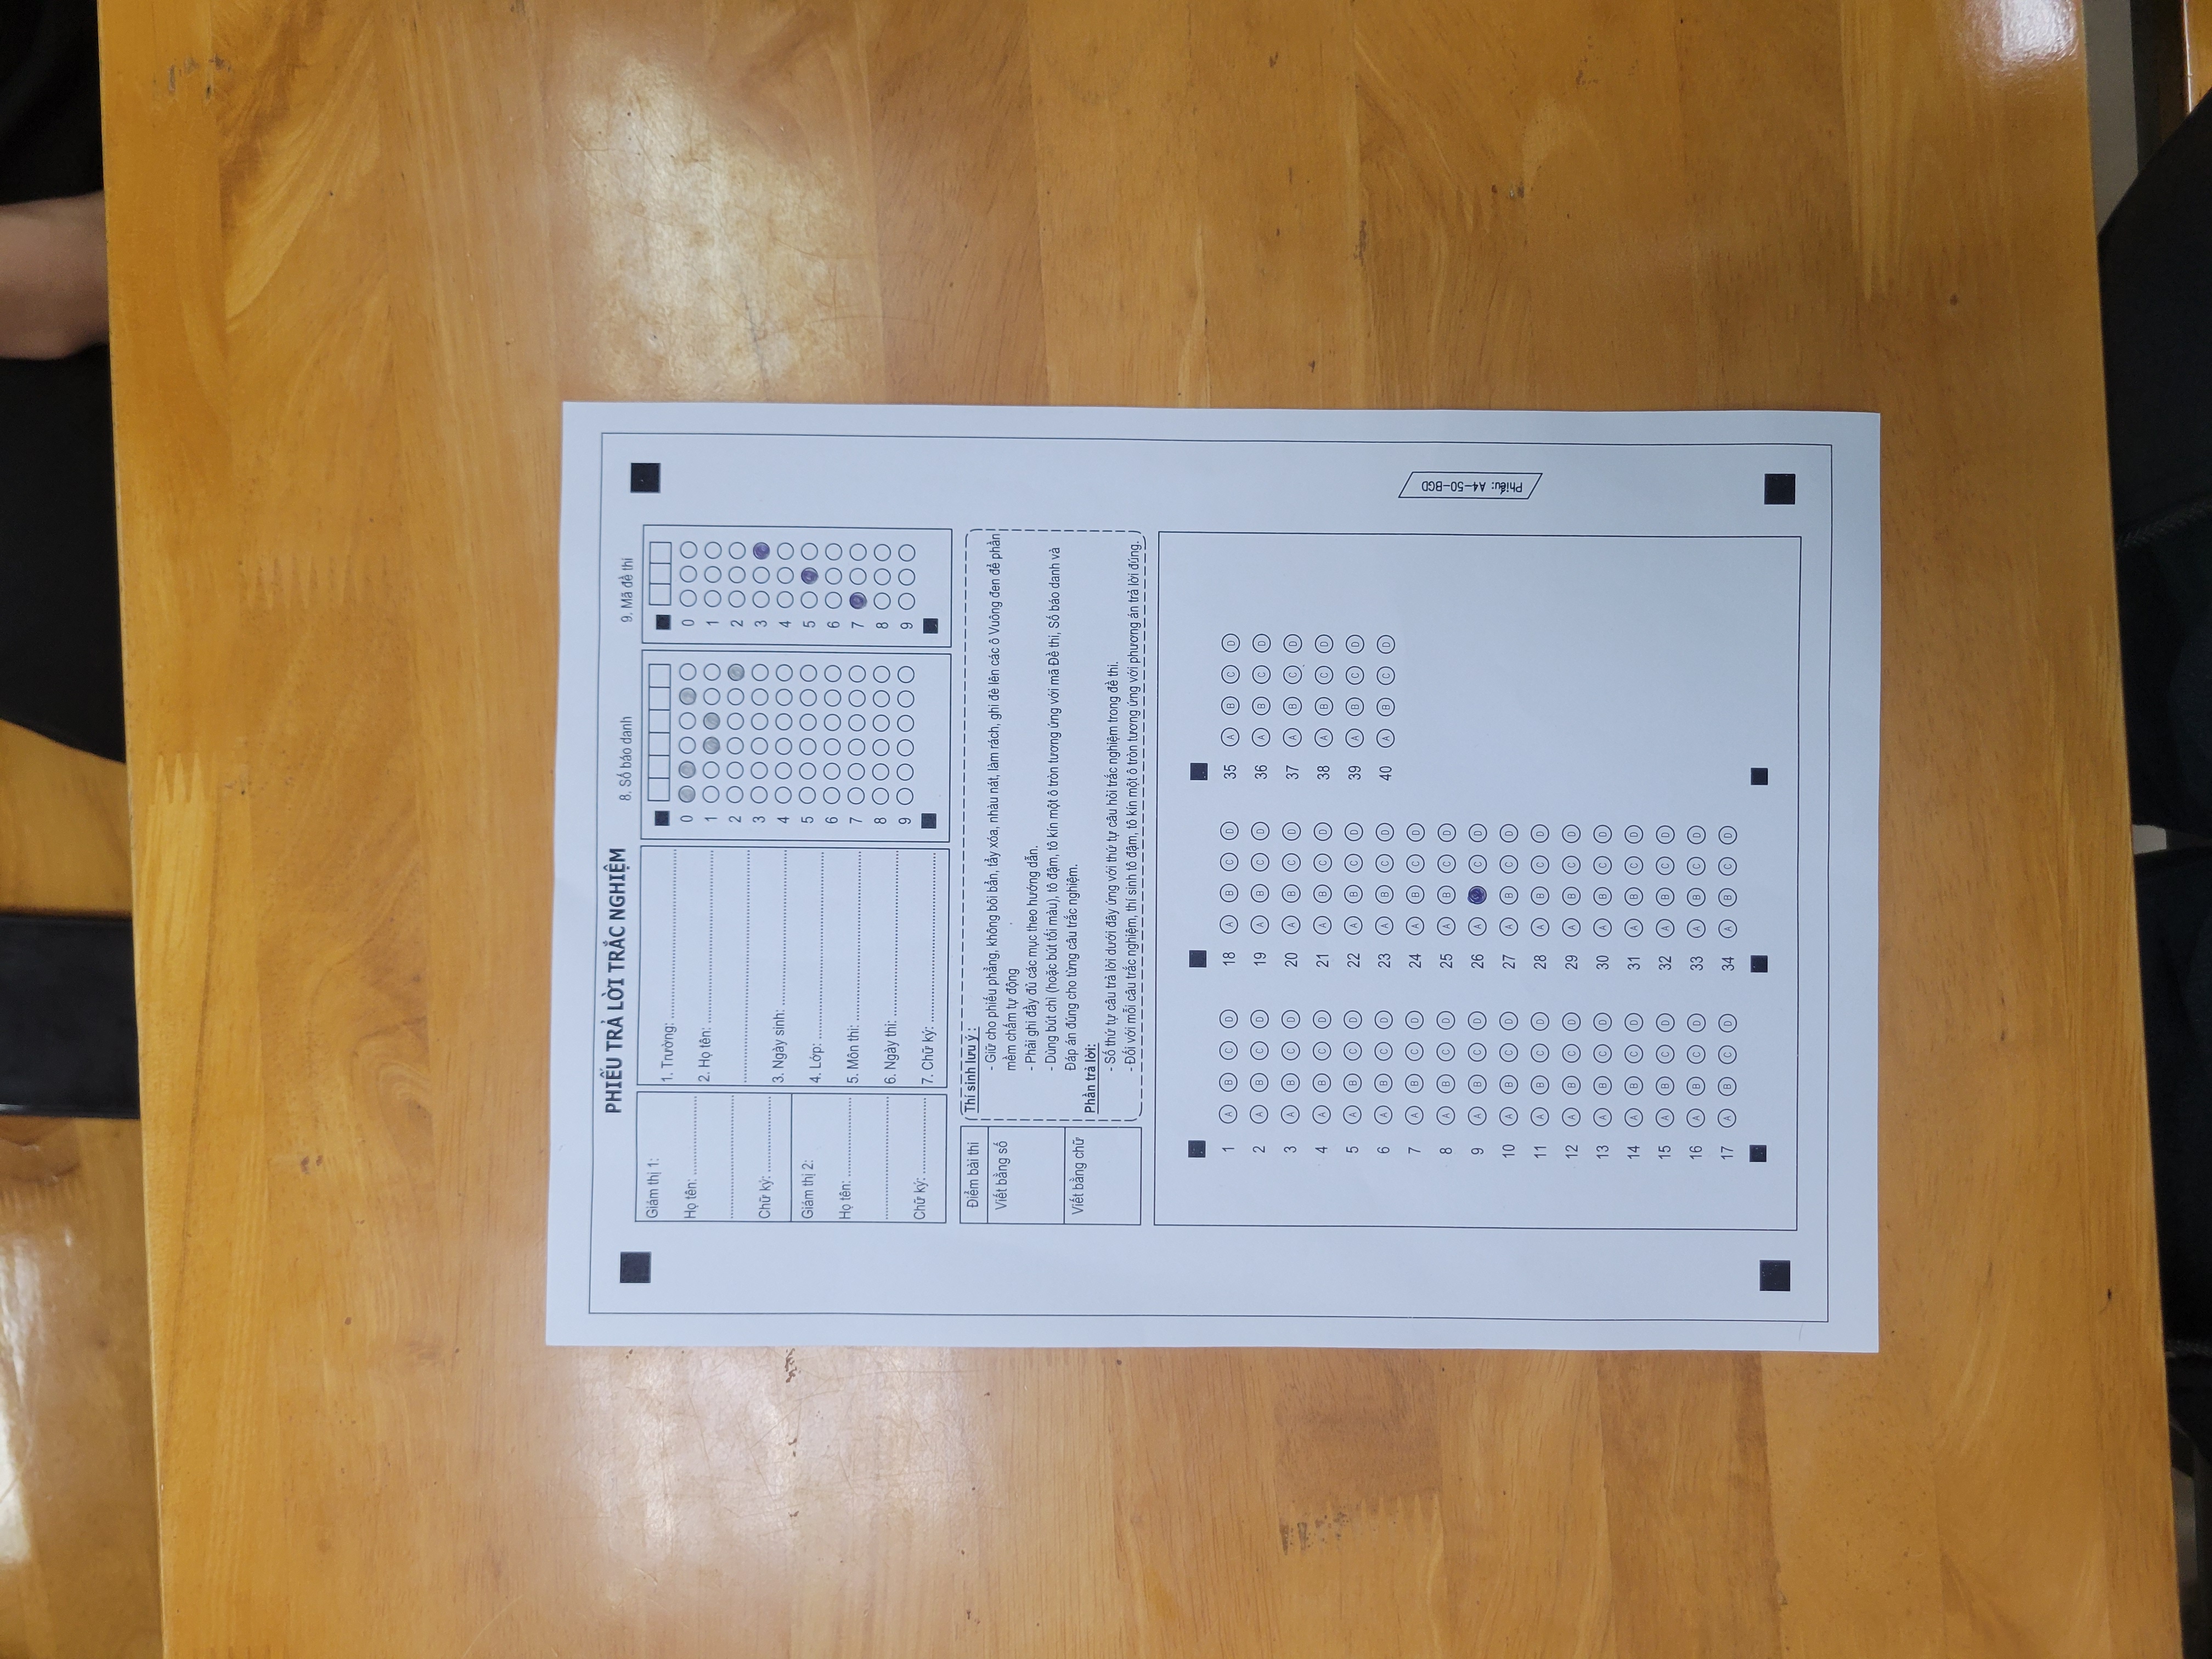 PHIẾU TRẢ LỜI TRẮC NGHIỆM
Giám thị 1:
Họ tên: ........................
........................
Chữ ký: ........................
Giám thị 2:
Họ tên: ........................
........................
Chữ ký: ........................
1. Trường: ........................
2. Họ tên: ........................
........................
3. Ngày sinh: ........................
4. Lớp: ........................
5. Môn thi: ........................
6. Ngày thi: ........................
7. Chữ ký: ........................
8. Số báo danh
0
1
2
3
4
5
6
7
8
9
9. Mã đề thi
0
1
2
3
4
5
6
7
8
9
Điểm bài thi
Viết bằng số
Viết bằng chữ
Thí sinh lưu ý :
- Giữ cho phiếu phẳng, không bôi bẩn, tẩy xóa, nhàu nát, làm rách, ghi đè lên các ô Vuông đen để phần
mềm chấm tự động
- Phải ghi đầy đủ các mục theo hướng dẫn.
- Dùng bút chì (hoặc bút tối màu), tô đậm, tô kín một ô tròn tương ứng với mã Đề thi, Số báo danh và
Đáp án đúng cho từng câu trắc nghiệm.
Phần trả lời:
- Số thứ tự câu trả lời dưới đây ứng với thứ tự câu hỏi trắc nghiệm trong đề thi.
- Đối với mỗi câu trắc nghiệm, thí sinh tô đậm, tô kín một ô tròn tương ứng với phương án trả lời đúng.
1 A B C D
2 A B C D
3 A B C D
4 A B C D
5 A B C D
6 A B C D
7 A B C D
8 A B C D
9 A B C D
10 A B C D
11 A B C D
12 A B C D
13 A B C D
14 A B C D
15 A B C D
16 A B C D
17 A B C D
18 A B C D
19 A B C D
20 A B C D
21 A B C D
22 A B C D
23 A B C D
24 A B C D
25 A B C D
26 A C D
27 A B C D
28 A B C D
29 A B C D
30 A B C D
31 A B C D
32 A B C D
33 A B C D
34 A B C D
35 A B C D
36 A B C D
37 A B C D
38 A B C D
39 A B C D
40 A B C D
Phiếu: A4-50-BGD